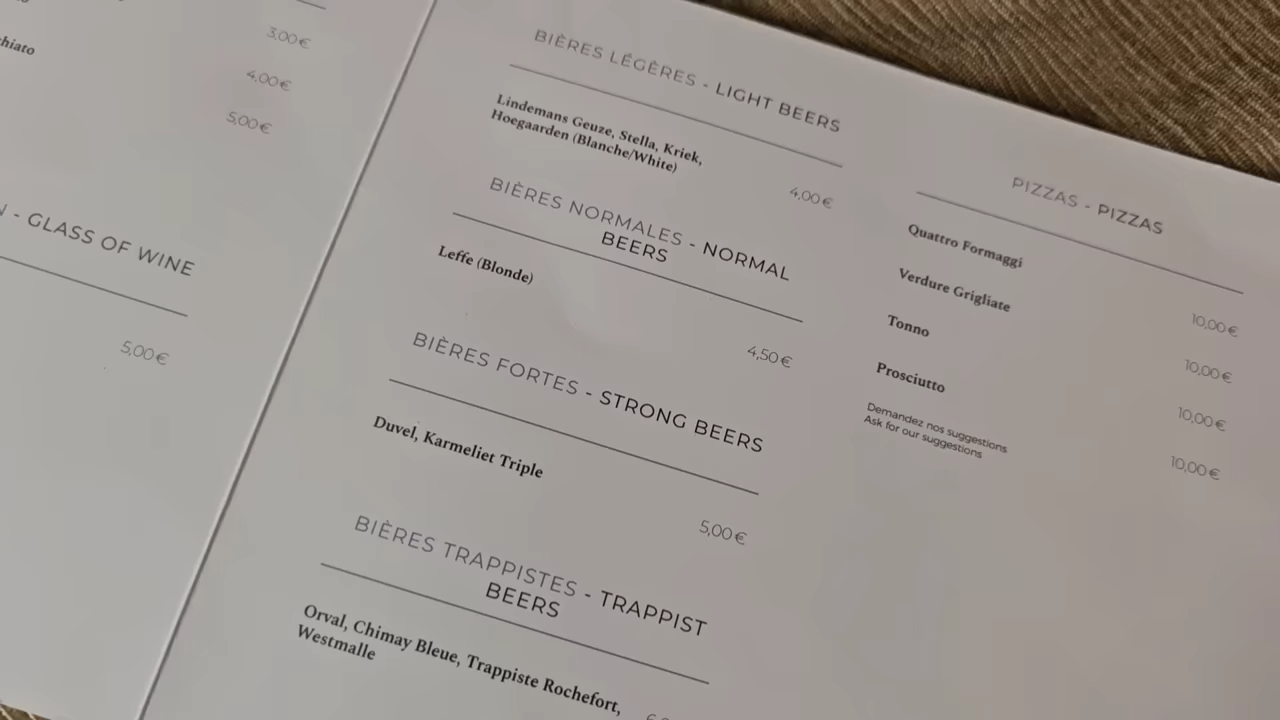 hiato
3,00€
4,00€
5,00€
- GLASS OF WINE
5,00€
BIÈRES LÉGÈRES - LIGHT BEERS
Lindemans Geuze, Stella, Kriek,
Hoegaarden (Blanche/White)
4,00€
BIÈRES NORMALES - NORMAL
BEERS
Leffe (Blonde)
4,50€
BIÈRES FORTES - STRONG BEERS
Duvel, Karmeliet Triple
5,00€
BIÈRES TRAPPISTES - TRAPPIST
BEERS
Orval, Chimay Bleue, Trappiste Rochefort,
Westmalle
PIZZAS - PIZZAS
Quattro Formaggi
10,00€
Verdure Grigliate
10,00€
Tonno
10,00€
Prosciutto
10,00€
Demandez nos suggestions
Ask for our suggestions